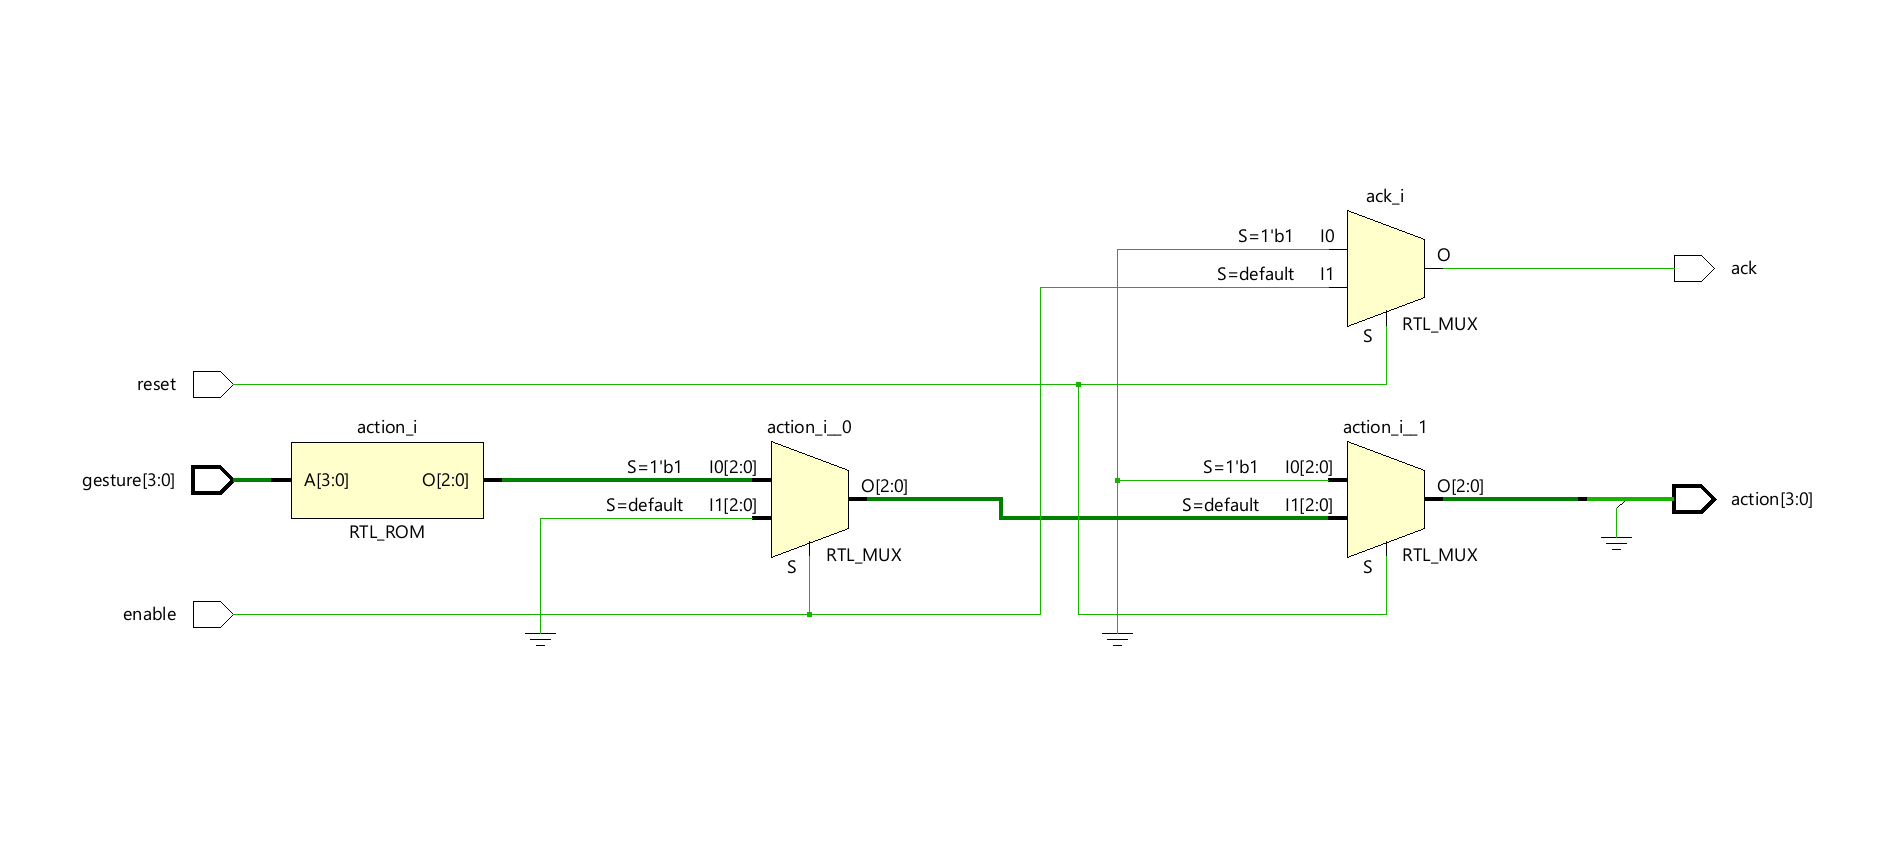 ack_i
S=1'b1 I0
O
S=default I1
ack
RTL_MUX
S
reset
action_i
action_i__0
action_i__1
S=1'b1 I0[2:0]
S=1'b1 I0[2:0]
gesture[3:0]
A[3:0] O[2:0]
O[2:0]
O[2:0]
action[3:0]
S=default I1[2:0]
S=default I1[2:0]
RTL_ROM
RTL_MUX
RTL_MUX
S
S
enable